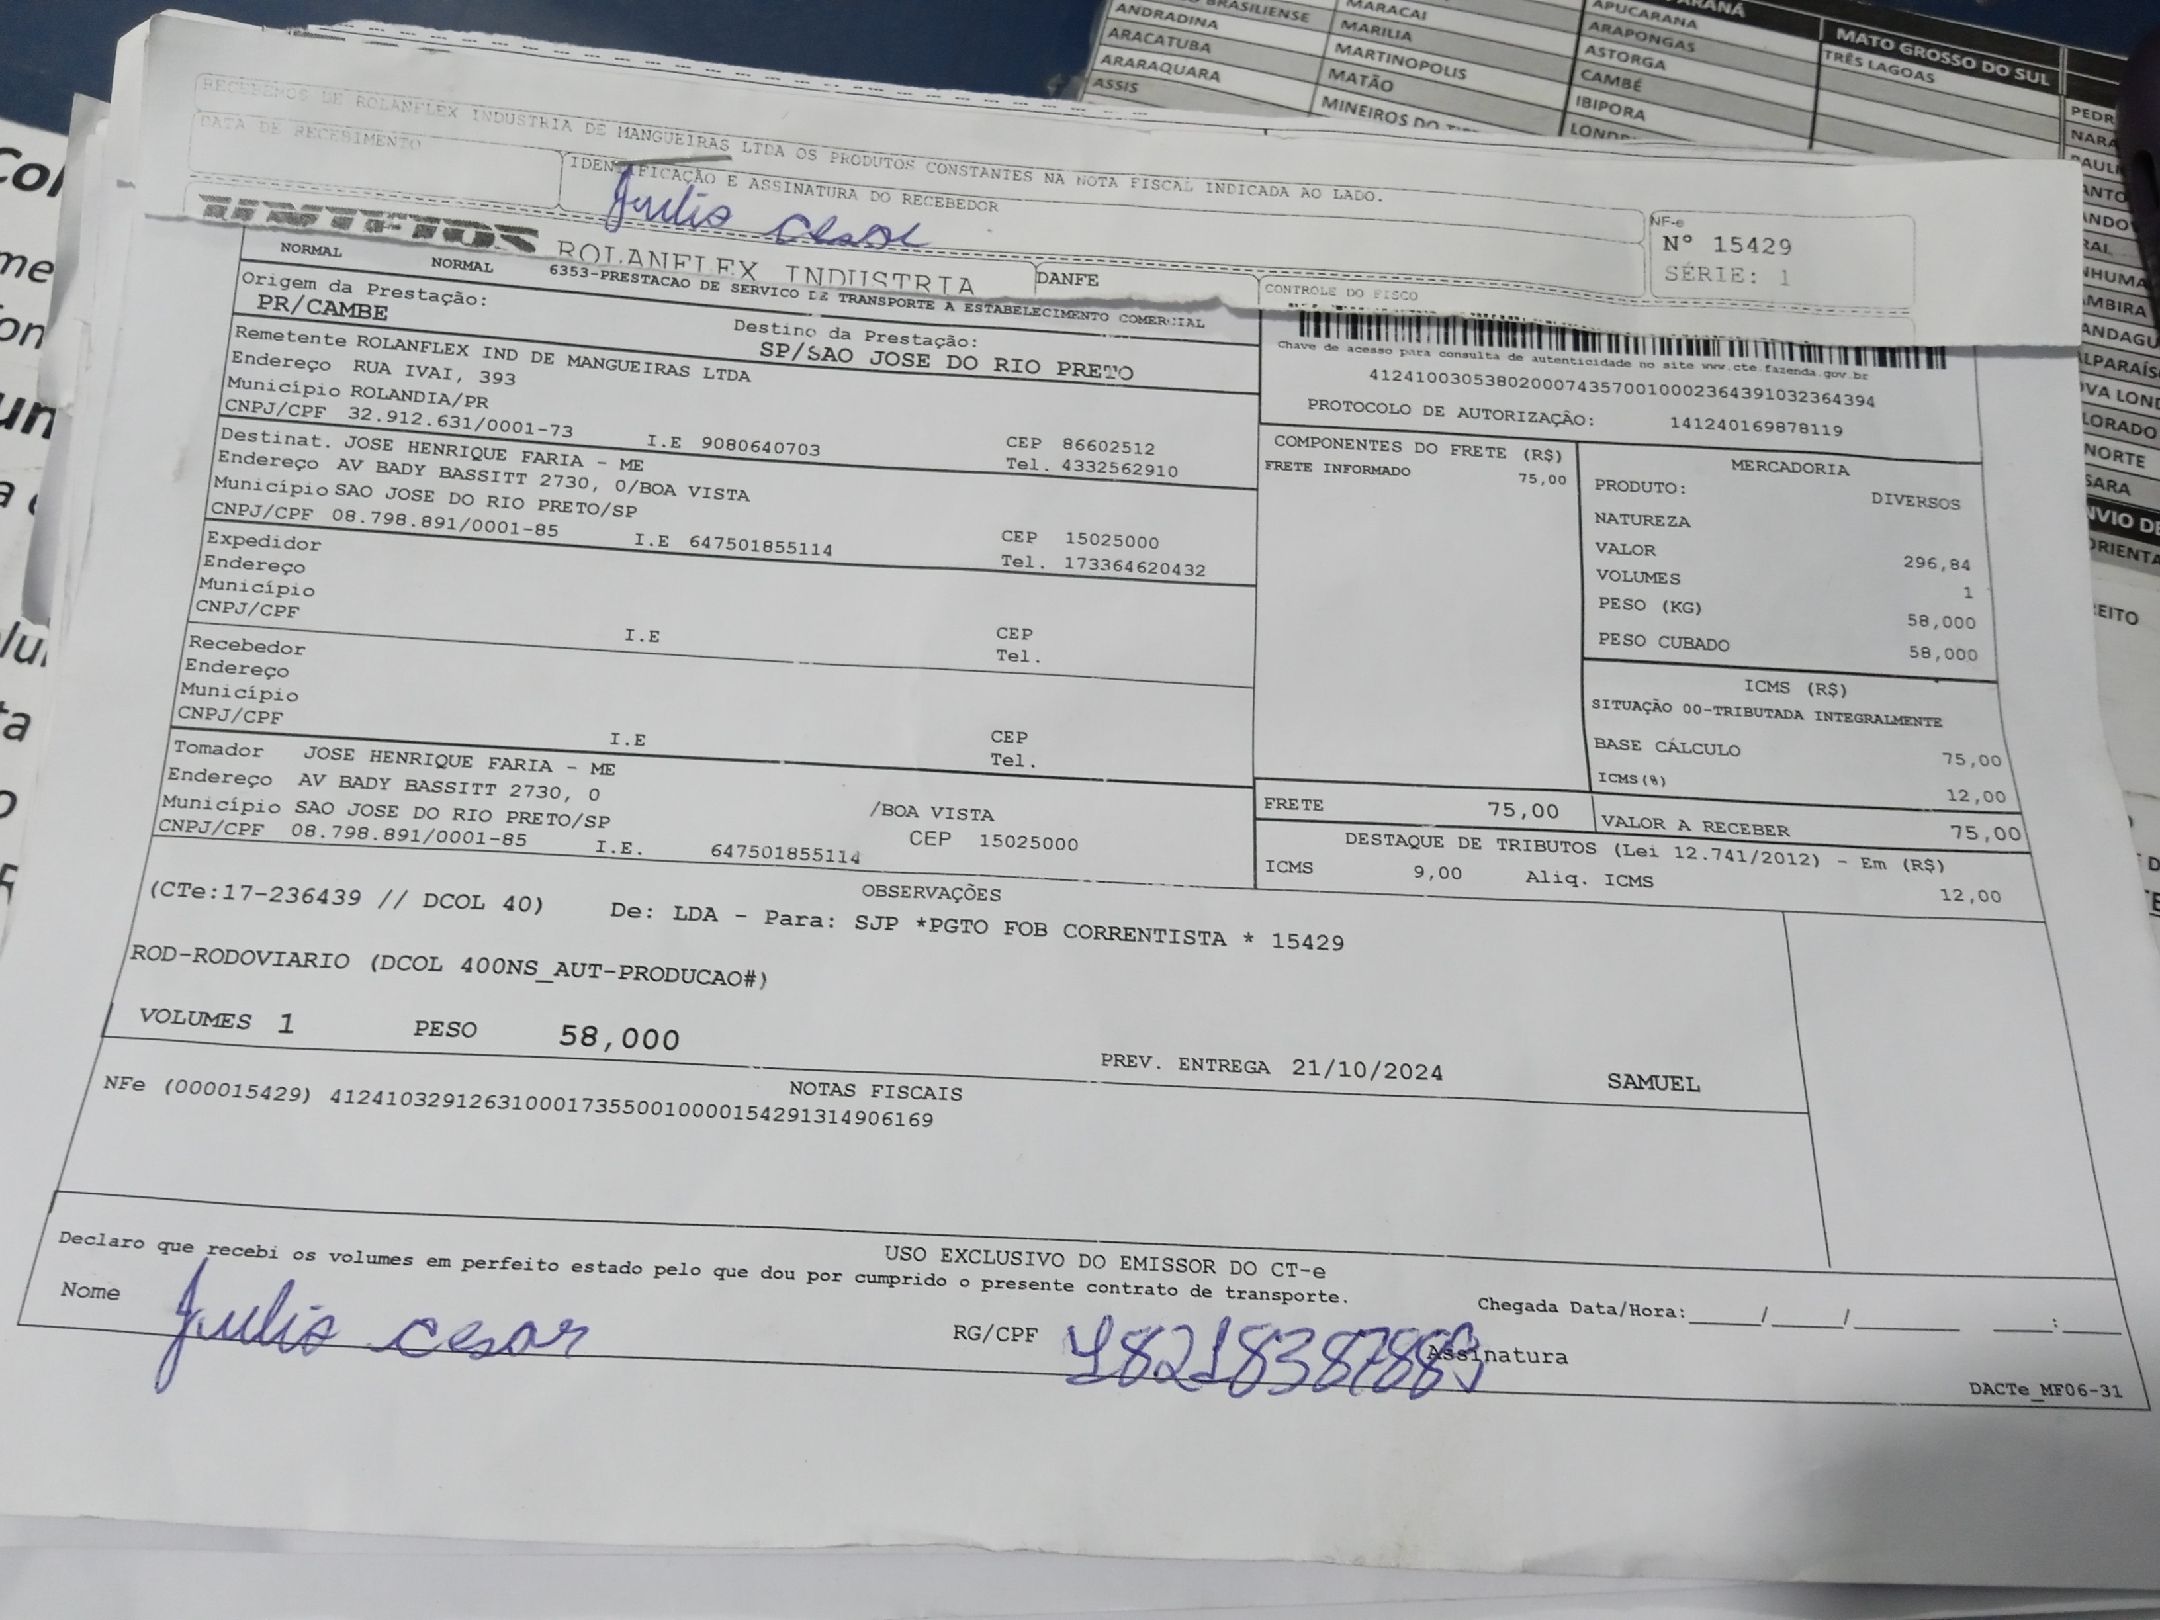 RECEBEMOS DE ROLANFLEX INDUSTRIA DE MANGUEIRAS LTDA OS PRODUTOS CONSTANTES NA NOTA FISCAL INDICADA AO LADO.
DATA DE RECEBIMENTO
IDENTIFICAÇÃO E ASSINATURA DO RECEBEDOR
Julio Cesar
NF-e
Nº 15429
SÉRIE: 1
ROLANFLEX INDUSTRIA
DANFE
CONTROLE DO FISCO
NORMAL NORMAL 6353-PRESTACAO DE SERVICO DE TRANSPORTE A ESTABELECIMENTO COMERCIAL
Origem da Prestação:
PR/CAMBE
Destino da Prestação:
SP/SAO JOSE DO RIO PRETO
Remetente ROLANFLEX IND DE MANGUEIRAS LTDA
Endereço RUA IVAI, 393
Município ROLANDIA/PR
CNPJ/CPF 32.912.631/0001-73 I.E 9080640703
CEP 86602512
Tel. 4332562910
Destinat. JOSE HENRIQUE FARIA - ME
Endereço AV BADY BASSITT 2730, 0/BOA VISTA
Município SAO JOSE DO RIO PRETO/SP
CNPJ/CPF 08.798.891/0001-85 I.E 647501855114
CEP 15025000
Tel. 173364620432
Expedidor
Endereço
Município
CNPJ/CPF I.E
CEP
Tel.
Recebedor
Endereço
Município
CNPJ/CPF I.E
CEP
Tel.
Tomador JOSE HENRIQUE FARIA - ME
Endereço AV BADY BASSITT 2730, 0 /BOA VISTA
Município SAO JOSE DO RIO PRETO/SP CEP 15025000
CNPJ/CPF 08.798.891/0001-85 I.E. 647501855114
Chave de acesso para consulta de autenticidade no site www.cte.fazenda.gov.br
41241003053802000743570010002364391032364394
PROTOCOLO DE AUTORIZAÇÃO: 141240169878119
COMPONENTES DO FRETE (R$)
FRETE INFORMADO 75,00
MERCADORIA
PRODUTO: DIVERSOS
NATUREZA
VALOR 296,84
VOLUMES 1
PESO (KG) 58,000
PESO CUBADO 58,000
ICMS (R$)
SITUAÇÃO 00-TRIBUTADA INTEGRALMENTE
BASE CÁLCULO 75,00
ICMS(%) 12,00
FRETE 75,00
VALOR A RECEBER 75,00
DESTAQUE DE TRIBUTOS (Lei 12.741/2012) - Em (R$)
ICMS 9,00 Aliq. ICMS 12,00
OBSERVAÇÕES
(CTe:17-236439 // DCOL 40) De: LDA - Para: SJP *PGTO FOB CORRENTISTA * 15429
ROD-RODOVIARIO (DCOL 400NS_AUT-PRODUCAO#)
VOLUMES 1 PESO 58,000
PREV. ENTREGA 21/10/2024 SAMUEL
NOTAS FISCAIS
NFe (000015429) 41241032912631000173550010000154291314906169
USO EXCLUSIVO DO EMISSOR DO CT-e
Declaro que recebi os volumes em perfeito estado pelo que dou por cumprido o presente contrato de transporte.
Chegada Data/Hora:_____/_____/________ ____:____
Nome Julio Cesar
RG/CPF
Assinatura
DACTe_MF06-31
BRASILIENSE
ANDRADINA
ARACATUBA
ARARAQUARA
ASSIS
MARACAI
MARILIA
MARTINOPOLIS
MATÃO
MINEIROS DO
APUCARANA
ARAPONGAS
ASTORGA
CAMBÉ
IBIPORA
MATO GROSSO DO SUL
TRÊS LAGOAS